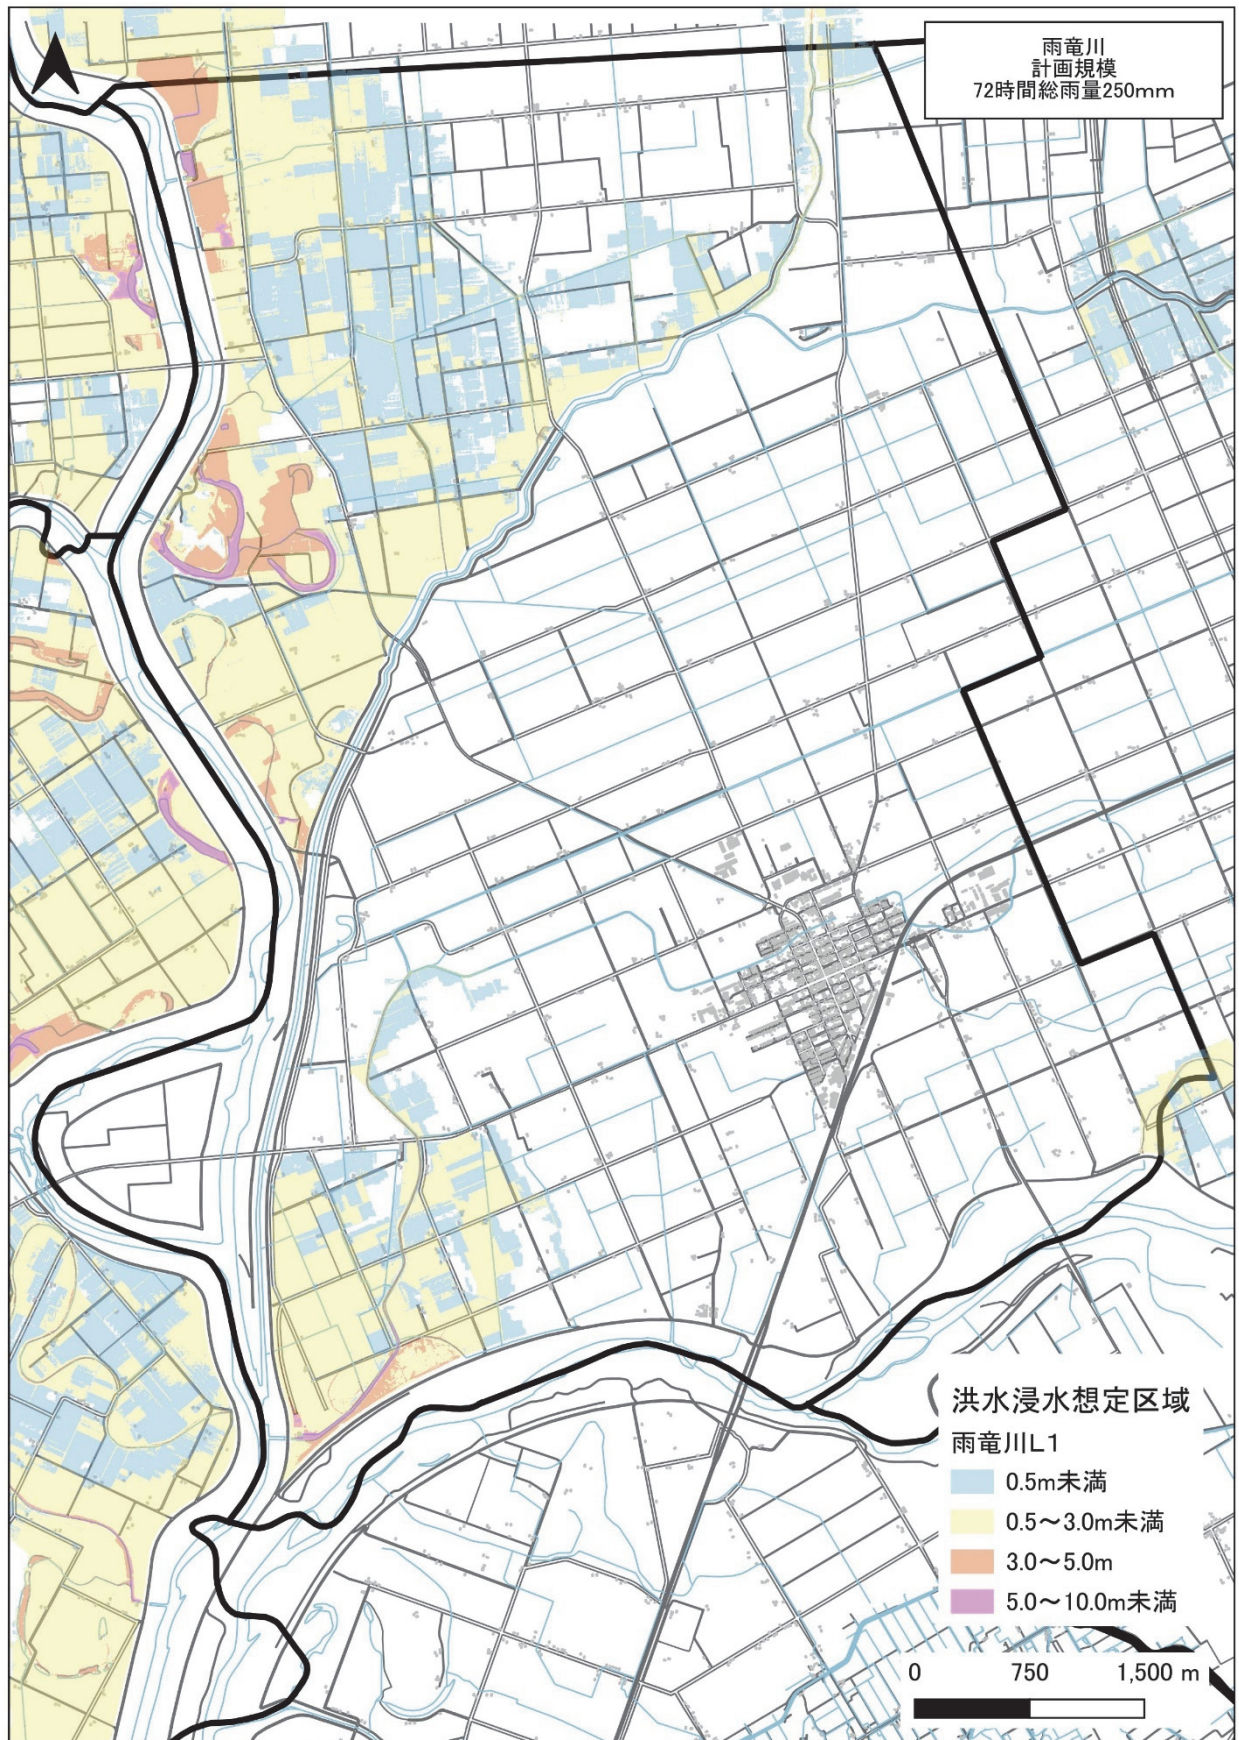 雨竜川
計画規模
72時間総雨量250mm
洪水浸水想定区域
雨竜川L1
0.5m未満
0.5～3.0m未満
3.0～5.0m
5.0～10.0m未満
0 750 1,500 m